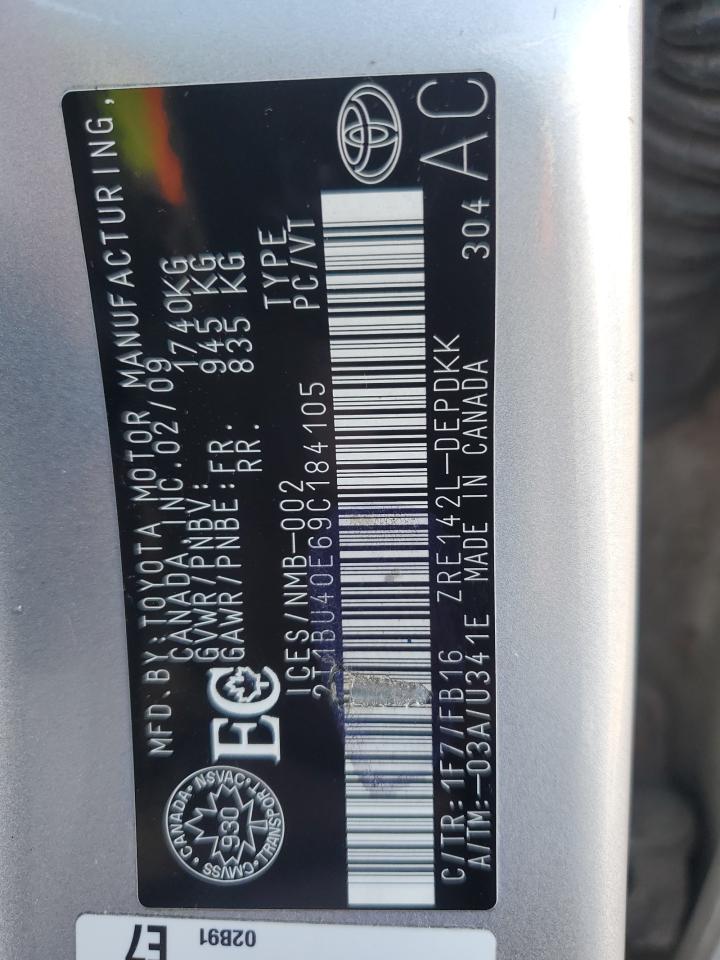 MFD.BY:TOYOTA MOTOR MANUFACTURING,
CANADA INC.02/09
GVWR/PNBV: 1740KG
GAWR/PNBE:FR. 945 KG
RR. 835 KG
EC
ICES/NMB-002
TYPE
2T1BU40E69C184105 PC/VT
C/TR:1F7/FB16 ZRE142L-DEPDKK
A/TM:-03A/U341E MADE IN CANADA
304
AC
CANADA · NSVAC · TRANSPORT · CMVSS
930
E7
02B91